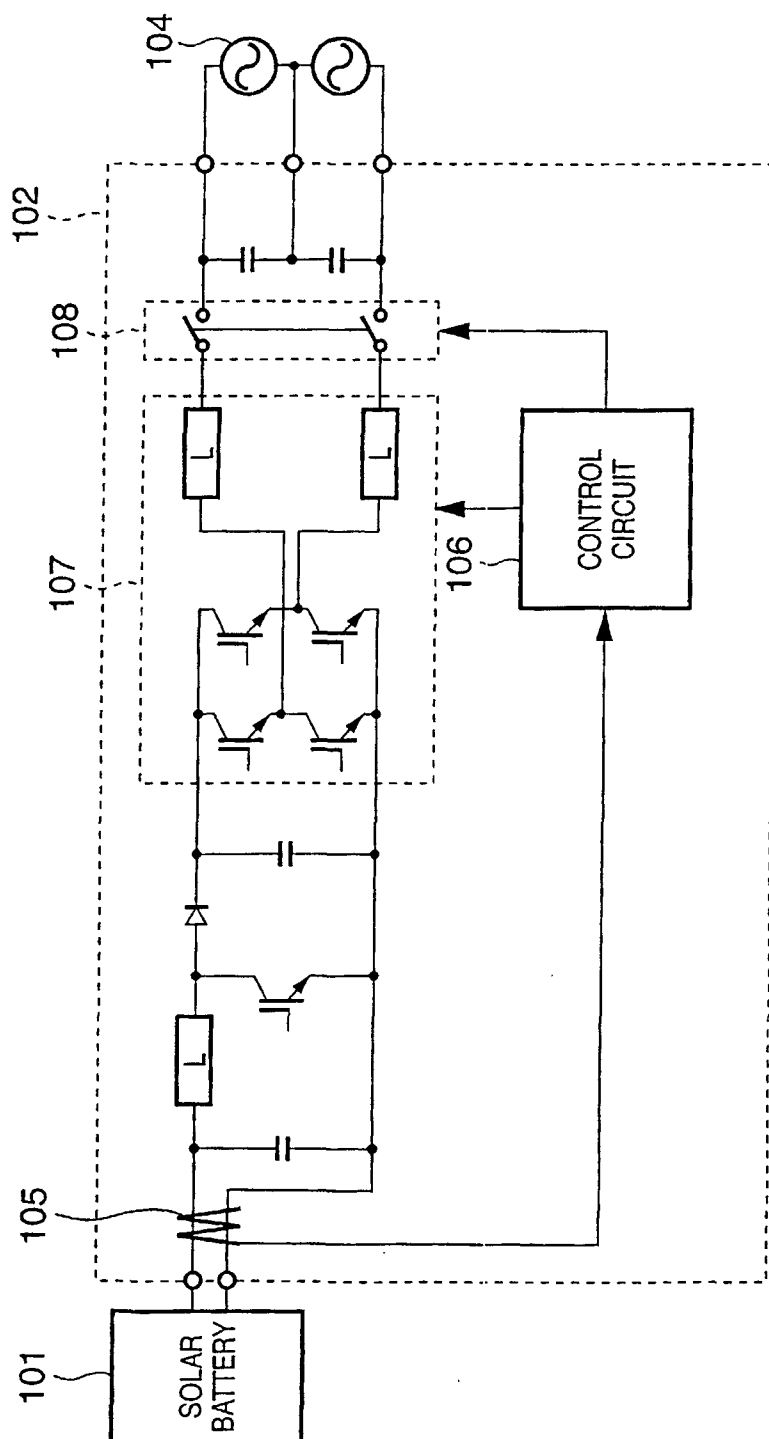 101
SOLAR
BATTERY
105
102
L
107
L
L
108
104
106
CONTROL
CIRCUIT